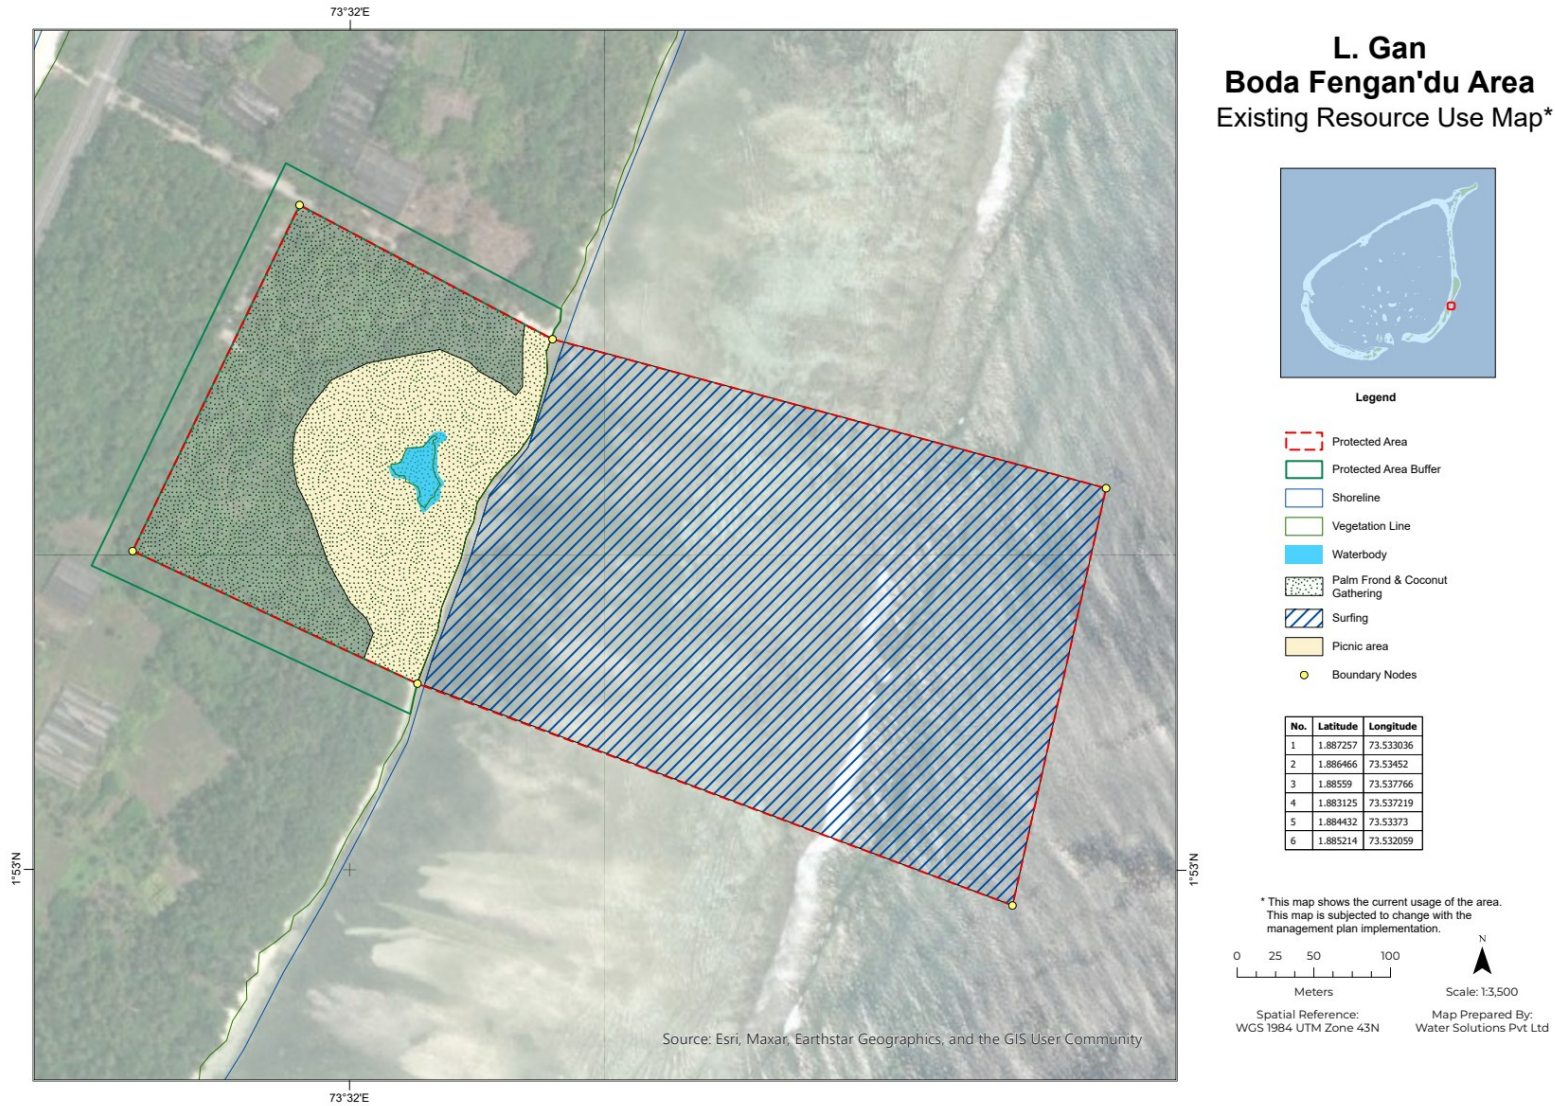 73°32'E
L. Gan
Boda Fengan'du Area
Existing Resource Use Map*
Legend
Protected Area
Protected Area Buffer
Shoreline
Vegetation Line
Waterbody
Palm Frond & Coconut
Gathering
Surfing
Picnic area
Boundary Nodes
No. Latitude Longitude
1 1.887257 73.533036
2 1.886466 73.53452
3 1.88559 73.537766
4 1.883125 73.537219
5 1.884432 73.53373
6 1.885214 73.532059
1°53'N
1°53'N
* This map shows the current usage of the area.
This map is subjected to change with the
management plan implementation.
N
0 25 50 100
Meters
Scale: 1:3,500
Spatial Reference:
WGS 1984 UTM Zone 43N
Map Prepared By:
Water Solutions Pvt Ltd
Source: Esri, Maxar, Earthstar Geographics, and the GIS User Community
73°32'E